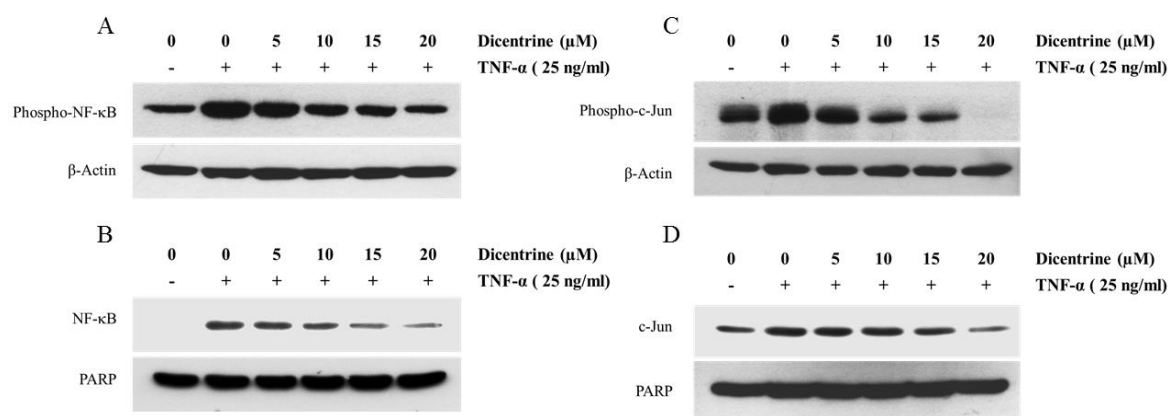 A
0 0 5 10 15 20 Dicentrine (µM)
- + + + + + TNF-α ( 25 ng/ml)
Phospho-NF-κB
β-Actin
B
0 0 5 10 15 20 Dicentrine (µM)
- + + + + + TNF-α ( 25 ng/ml)
NF-κB
PARP
C
0 0 5 10 15 20 Dicentrine (µM)
- + + + + + TNF-α ( 25 ng/ml)
Phospho-c-Jun
β-Actin
D
0 0 5 10 15 20 Dicentrine (µM)
- + + + + + TNF-α ( 25 ng/ml)
c-Jun
PARP